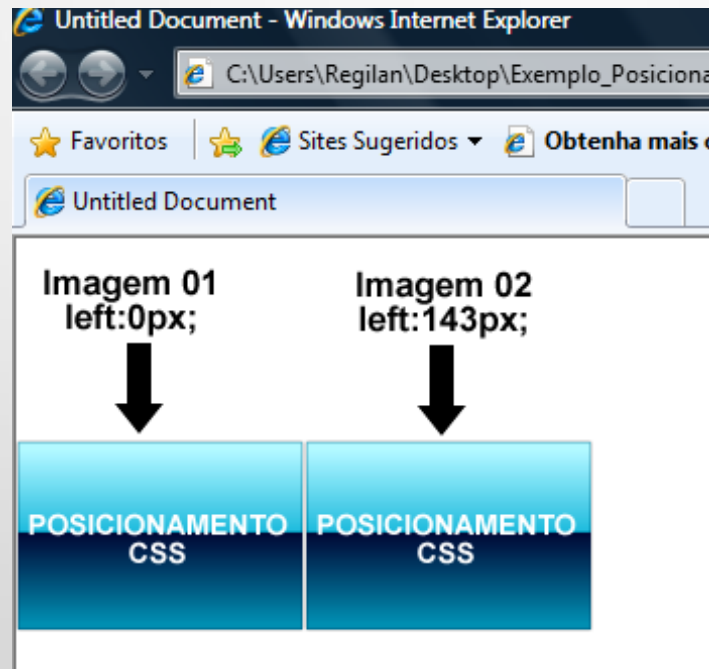 Untitled Document - Windows Internet Explorer
C:\Users\Regilan\Desktop\Exemplo_Posiciona
Favoritos Sites Sugeridos Obtenha mais
Untitled Document
Imagem 01
left:0px;
Imagem 02
left:143px;
POSICIONAMENTO
CSS
POSICIONAMENTO
CSS